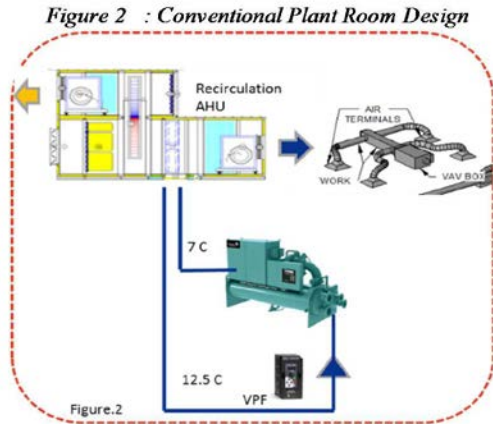 Figure 2 : Conventional Plant Room Design
Recirculation
AHU
AIR
TERMINALS
WORK
VAV BOX
7 C
12.5 C
VPF
Figure.2